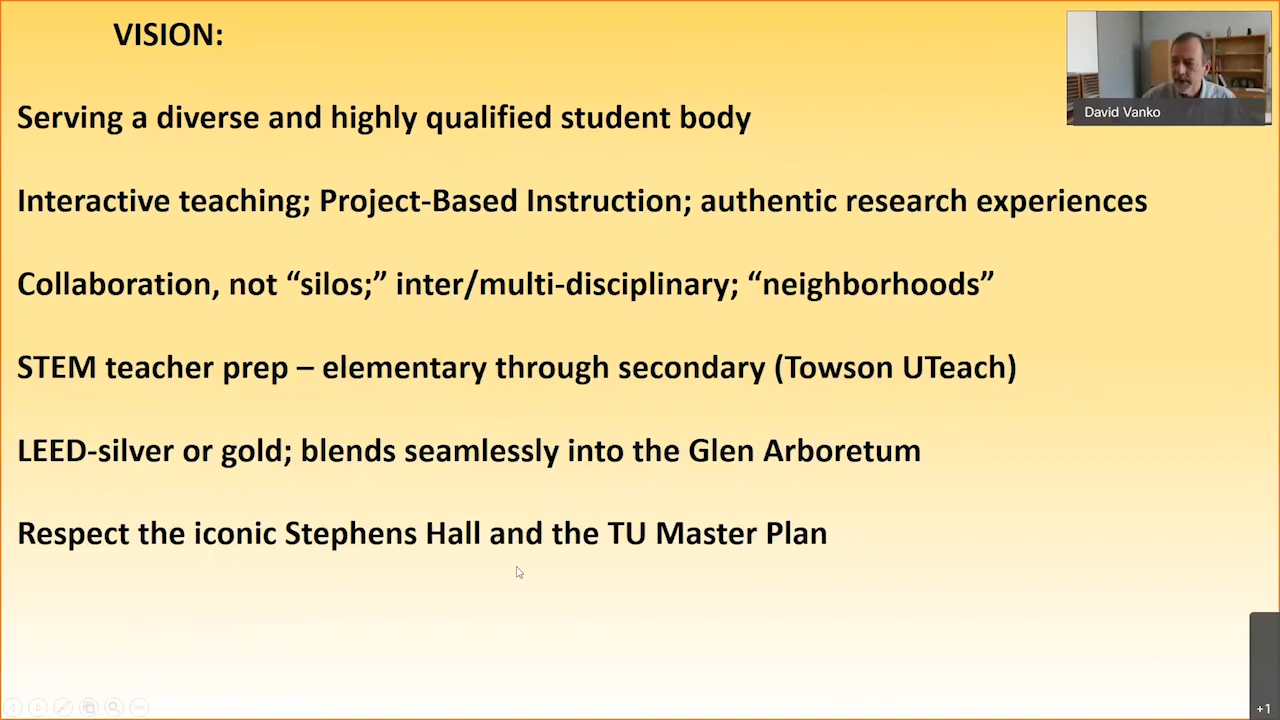 VISION:
David Vanko
Serving a diverse and highly qualified student body
Interactive teaching; Project-Based Instruction; authentic research experiences
Collaboration, not “silos;” inter/multi-disciplinary; “neighborhoods”
STEM teacher prep – elementary through secondary (Towson UTeach)
LEED-silver or gold; blends seamlessly into the Glen Arboretum
Respect the iconic Stephens Hall and the TU Master Plan
+1